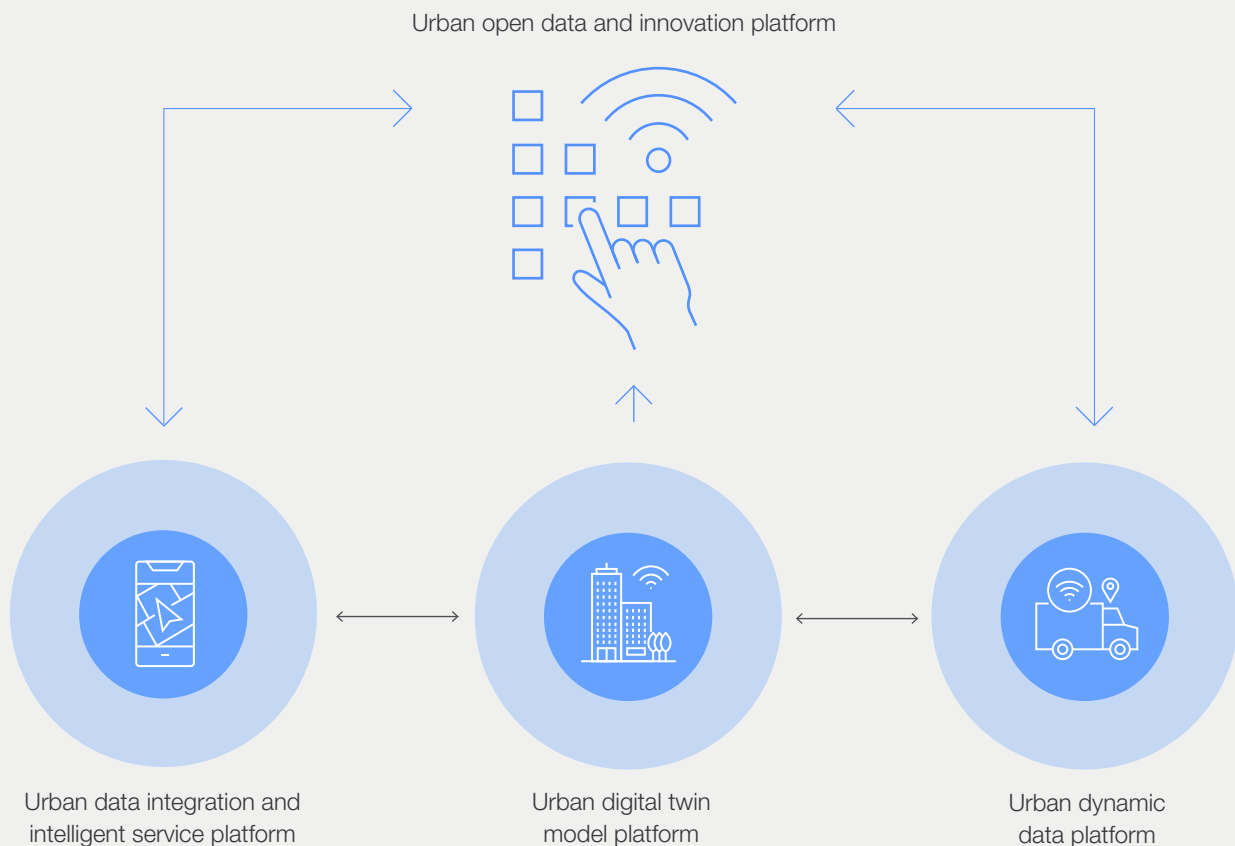 Urban open data and innovation platform
Urban data integration and
intelligent service platform
Urban digital twin
model platform
Urban dynamic
data platform